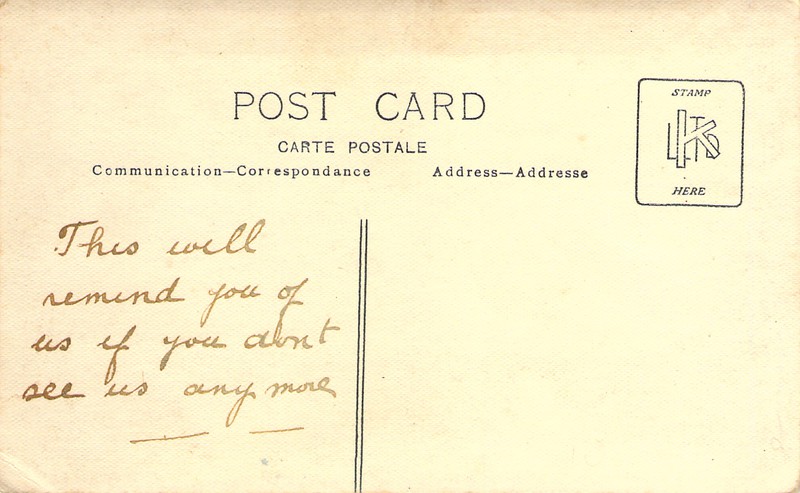 POST CARD
CARTE POSTALE
Communication—Correspondance Address—Addresse
STAMP
K LTD
HERE
This will
remind you of
us if you dont
see us any more